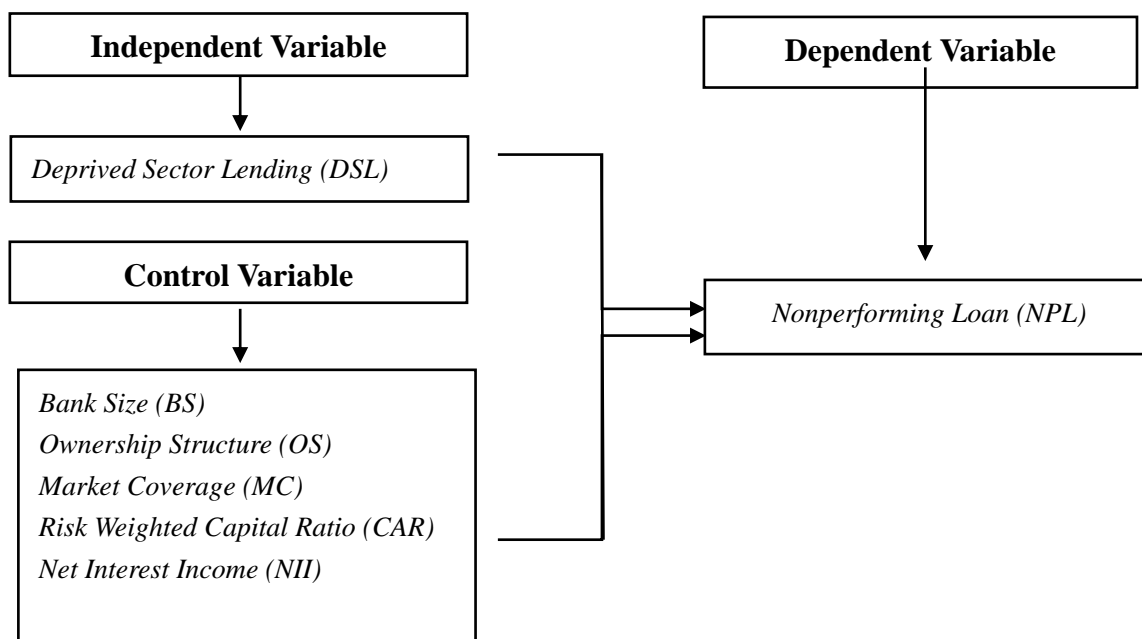 Independent Variable
Dependent Variable
Deprived Sector Lending (DSL)
Control Variable
Nonperforming Loan (NPL)
Bank Size (BS)
Ownership Structure (OS)
Market Coverage (MC)
Risk Weighted Capital Ratio (CAR)
Net Interest Income (NII)